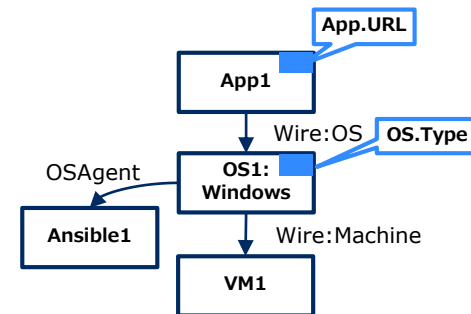 App.URL
App1
Wire:OS
OS.Type
OS1:
Windows
OSAgent
Ansible1
Wire:Machine
VM1